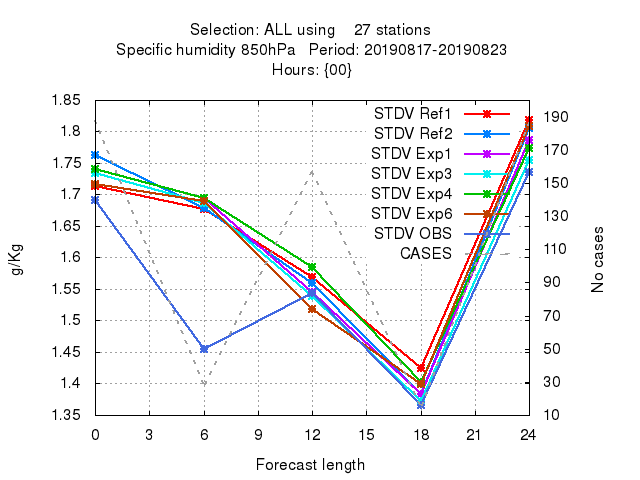 Selection: ALL using    27 stations
Specific humidity 850hPa   Period: 20190817-20190823
Hours: {00}
1.85
1.8
1.75
1.7
1.65
1.6
1.55
1.5
1.45
1.4
1.35
g/Kg
STDV Ref1
STDV Ref2
STDV Exp1
STDV Exp3
STDV Exp4
STDV Exp6
STDV OBS
CASES
190
170
150
130
110
90
70
50
30
10
No cases
0 3 6 9 12 15 18 21 24
Forecast length